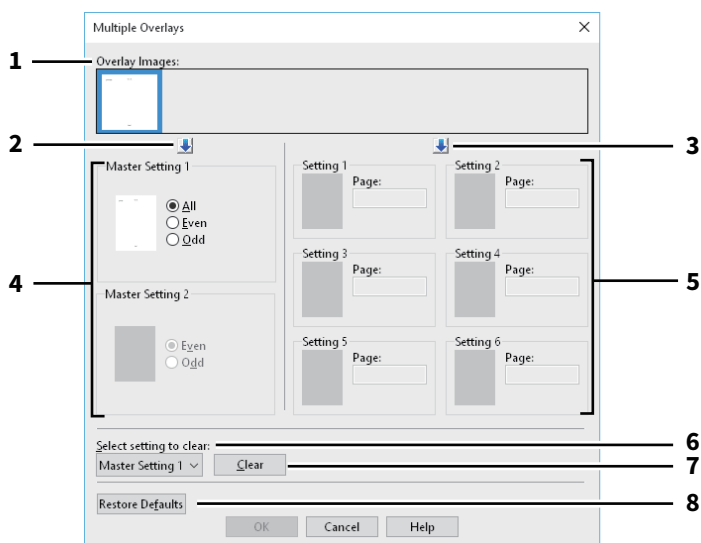 Multiple Overlays
1
Overlay Images:
2
3
Master Setting 1
All
Even
Odd
4
Master Setting 2
Even
Odd
Setting 1
Page:
Setting 2
Page:
Setting 3
Page:
Setting 4
Page:
5
Setting 5
Page:
Setting 6
Page:
Select setting to clear:
6
Master Setting 1
Clear
7
Restore Defaults
8
OK
Cancel
Help